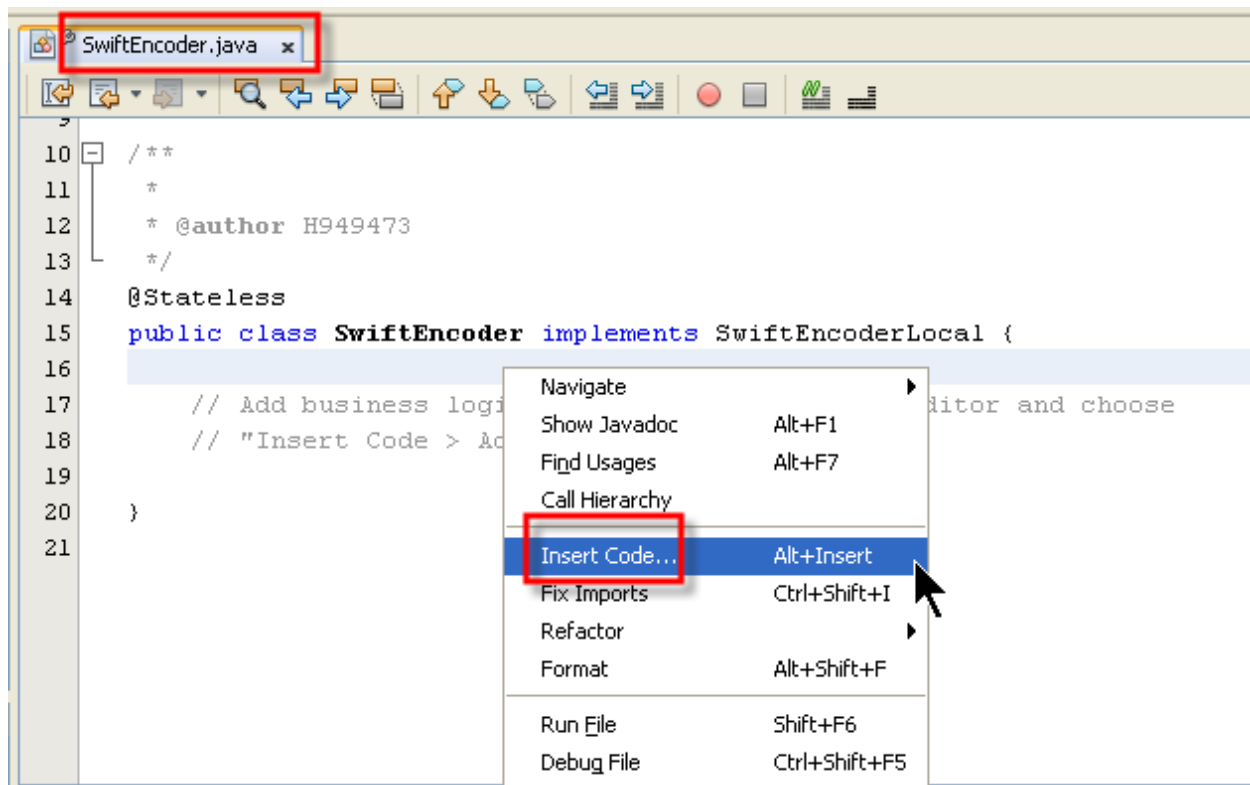 SwiftEncoder.java x
9
10 /**
11 *
12 * @author H949473
13 */
14 @Stateless
15 public class SwiftEncoder implements SwiftEncoderLocal {
16
17 // Add business logi
ditor and choose
18 // "Insert Code > Ad
19
20 }
21
Navigate
Show Javadoc Alt+F1
Find Usages Alt+F7
Call Hierarchy
Insert Code... Alt+Insert
Fix Imports Ctrl+Shift+I
Refactor
Format Alt+Shift+F
Run File Shift+F6
Debug File Ctrl+Shift+F5